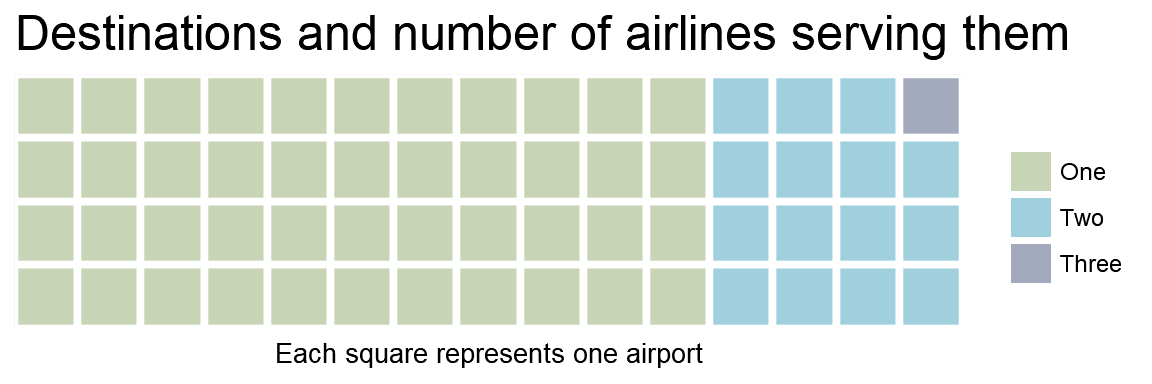 Destinations and number of airlines serving them
One
Two
Three
Each square represents one airport